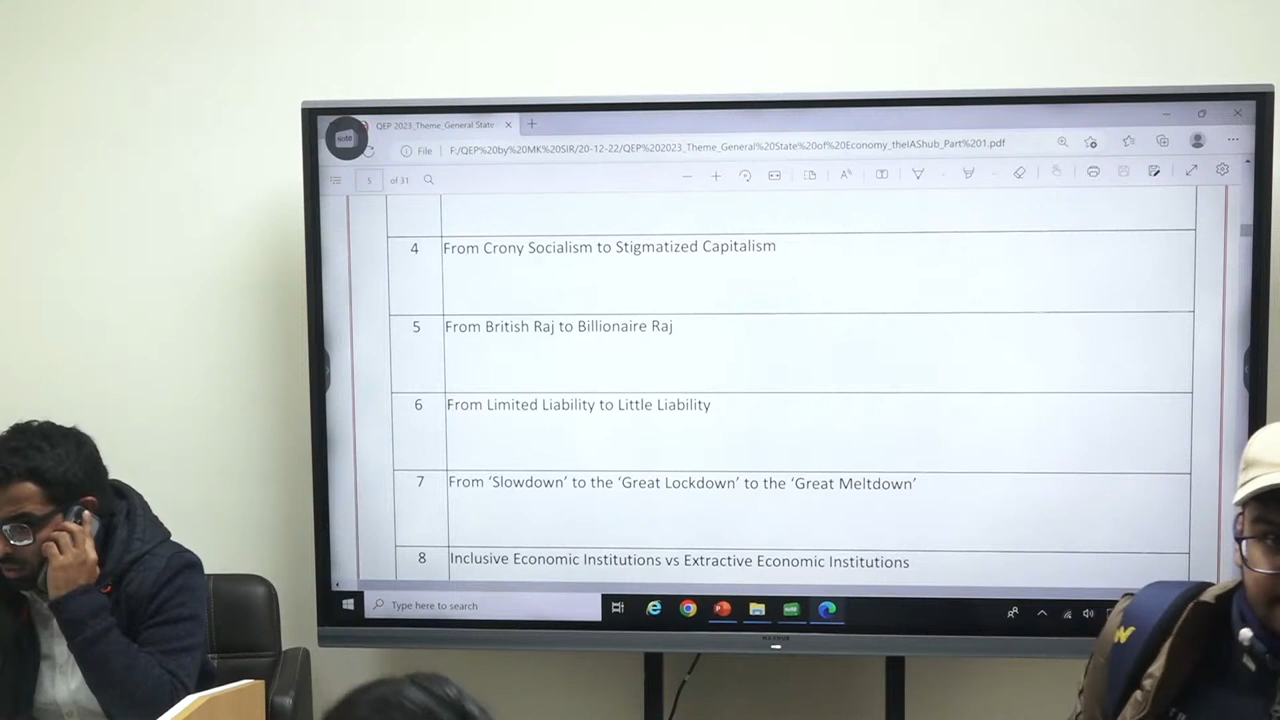 QEP 2023_Theme_General State
File F:/QEP%20by%20MK%20SIR/20-12-22/QEP%202023_Theme_General%20State%20of%20Economy_theIAShub_Part%201.pdf
5 of 31
4 From Crony Socialism to Stigmatized Capitalism
5 From British Raj to Billionaire Raj
6 From Limited Liability to Little Liability
7 From ‘Slowdown’ to the ‘Great Lockdown’ to the ‘Great Meltdown’
8 Inclusive Economic Institutions vs Extractive Economic Institutions
Type here to search